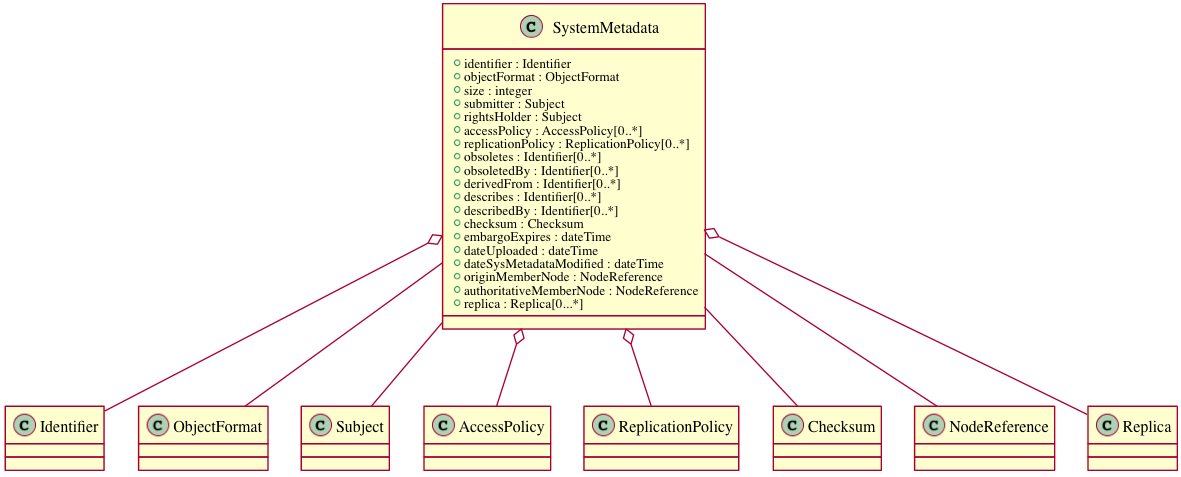 C SystemMetadata
identifier : Identifier
objectFormat : ObjectFormat
size : integer
submitter : Subject
rightsHolder : Subject
accessPolicy : AccessPolicy[0..*]
replicationPolicy : ReplicationPolicy[0..*]
obsoletes : Identifier[0..*]
obsoletedBy : Identifier[0..*]
derivedFrom : Identifier[0..*]
describes : Identifier[0..*]
describedBy : Identifier[0..*]
checksum : Checksum
embargoExpires : dateTime
dateUploaded : dateTime
dateSysMetadataModified : dateTime
originMemberNode : NodeReference
authoritativeMemberNode : NodeReference
replica : Replica[0...*]
C Identifier
C ObjectFormat
C Subject
C AccessPolicy
C ReplicationPolicy
C Checksum
C NodeReference
C Replica